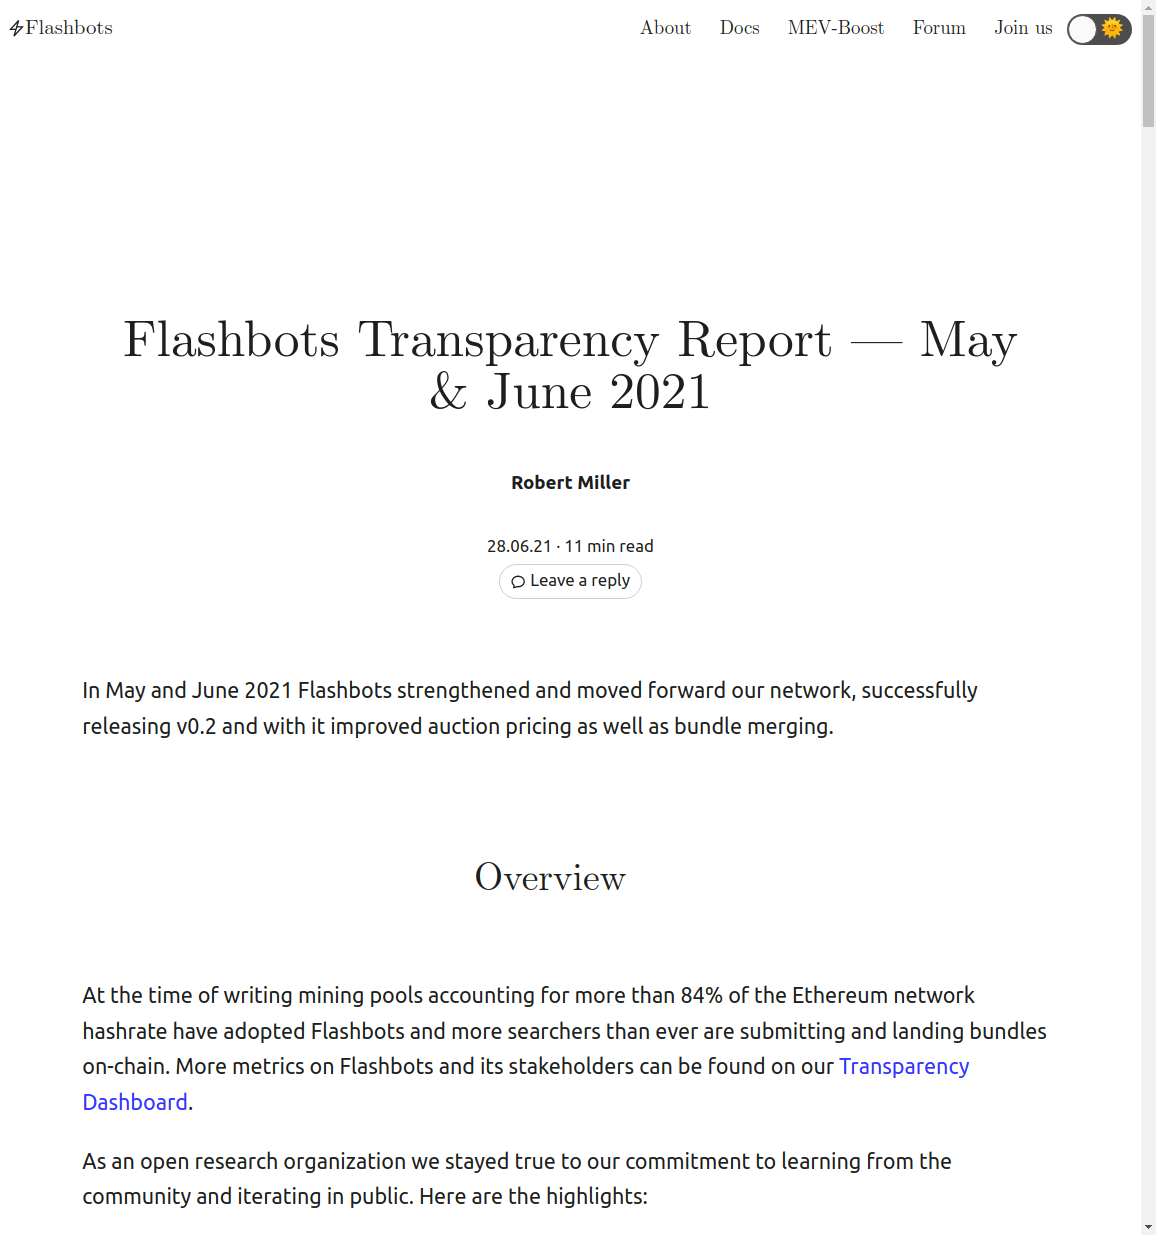 Flashbots
About Docs MEV-Boost Forum Join us
Flashbots Transparency Report — May
& June 2021
Robert Miller
28.06.21 · 11 min read
Leave a reply
In May and June 2021 Flashbots strengthened and moved forward our network, successfully
releasing v0.2 and with it improved auction pricing as well as bundle merging.
Overview
At the time of writing mining pools accounting for more than 84% of the Ethereum network
hashrate have adopted Flashbots and more searchers than ever are submitting and landing bundles
on-chain. More metrics on Flashbots and its stakeholders can be found on our Transparency
Dashboard.
As an open research organization we stayed true to our commitment to learning from the
community and iterating in public. Here are the highlights: